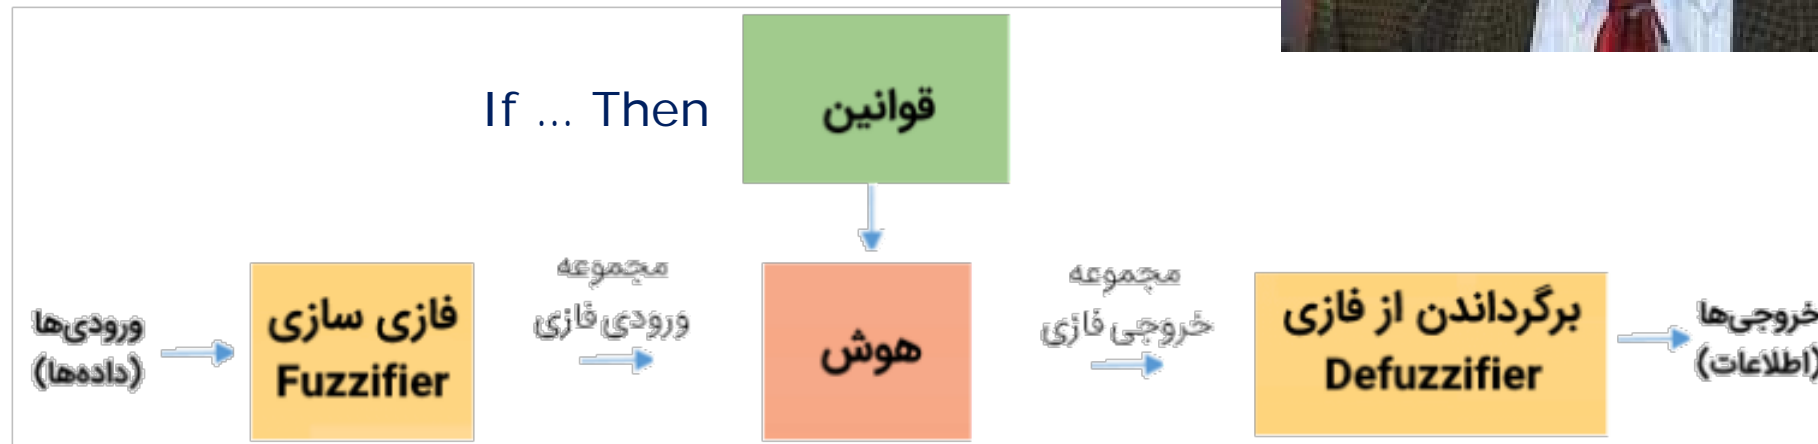 If ... Then
قوانین
ورودی‌ها
(داده‌ها)
فازی سازی
Fuzzifier
مجموعه
ورودی فازی
هوش
مجموعه
خروجی فازی
برگرداندن از فازی
Defuzzifier
خروجی‌ها
(اطلاعات)